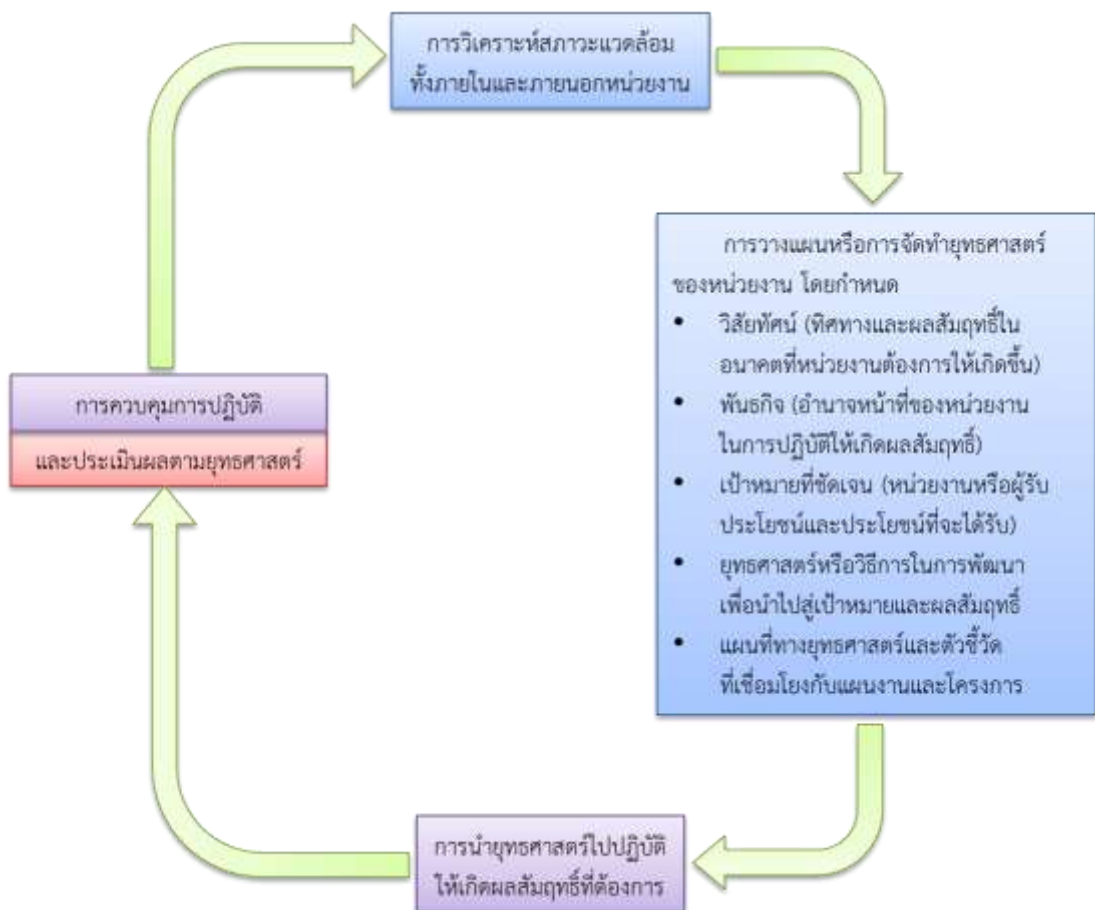 การวิเคราะห์สภาวะแวดล้อม
ทั้งภายในและภายนอกหน่วยงาน
การวางแผนหรือการจัดทำยุทธศาสตร์
ของหน่วยงาน โดยกำหนด
• วิสัยทัศน์ (ทิศทางและผลสัมฤทธิ์ใน
อนาคตที่หน่วยงานต้องการให้เกิดขึ้น)
• พันธกิจ (อำนาจหน้าที่ของหน่วยงาน
ในการปฏิบัติให้เกิดผลสัมฤทธิ์)
• เป้าหมายที่ชัดเจน (หน่วยงานหรือผู้รับ
ประโยชน์และประโยชน์ที่จะได้รับ)
• ยุทธศาสตร์หรือวิธีการในการพัฒนา
เพื่อนำไปสู่เป้าหมายและผลสัมฤทธิ์
• แผนที่ทางยุทธศาสตร์และตัวชี้วัด
ที่เชื่อมโยงกับแผนงานและโครงการ
การนำยุทธศาสตร์ไปปฏิบัติ
ให้เกิดผลสัมฤทธิ์ที่ต้องการ
การควบคุมการปฏิบัติ
และประเมินผลตามยุทธศาสตร์